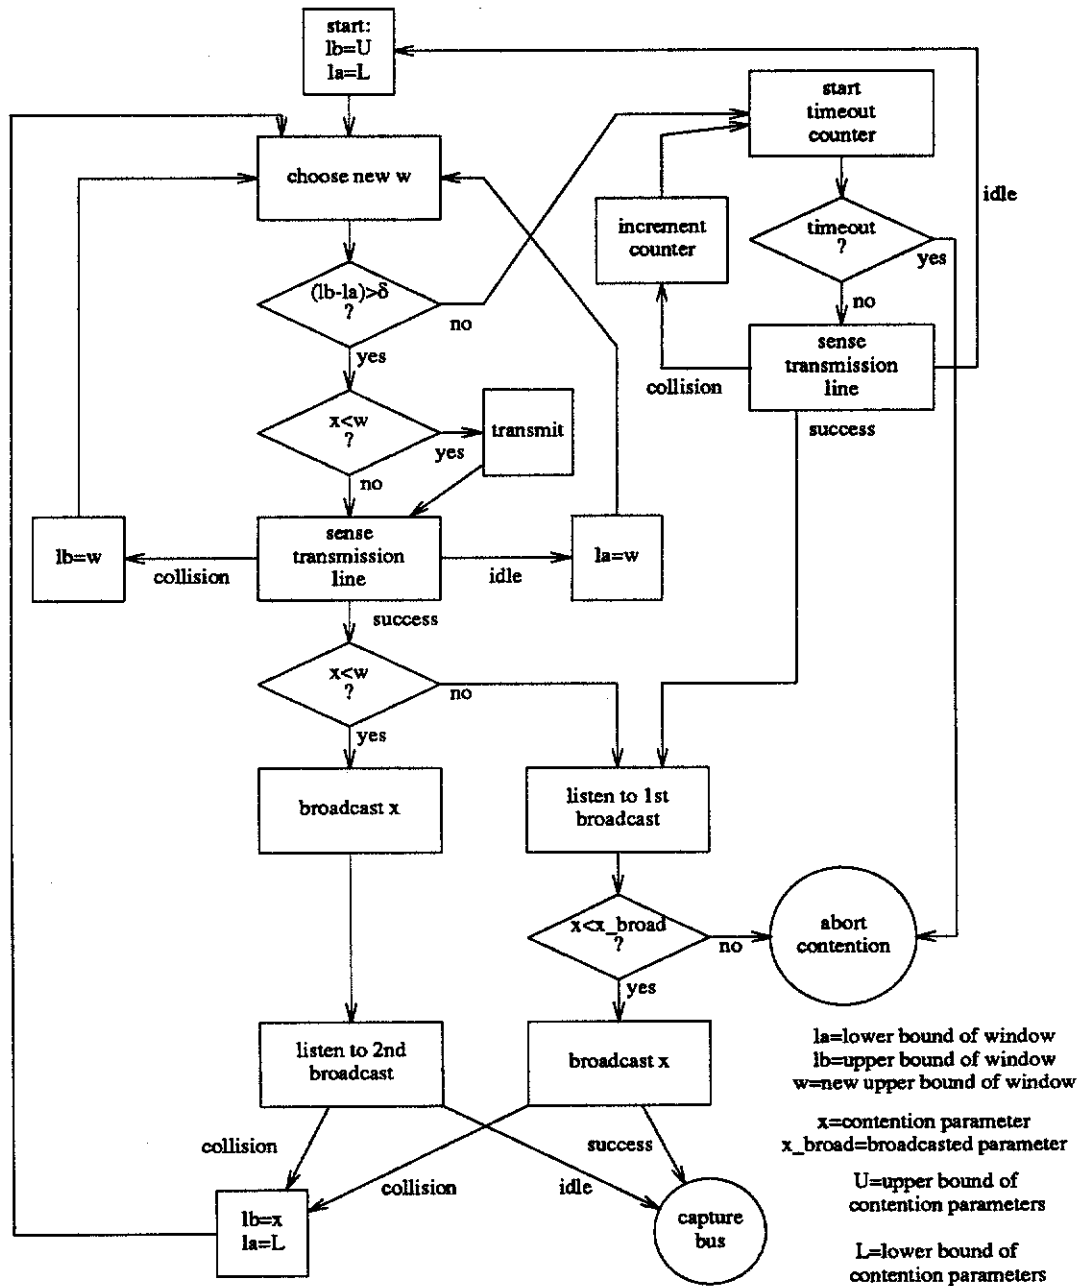 start:
lb=U
la=L
start
timeout
counter
choose new w
idle
increment
counter
timeout
?
yes
(lb-la)>δ
?
no
no
yes
sense
transmission
line
collision
x<w
?
yes
transmit
success
no
lb=w
collision
sense
transmission
line
idle
la=w
success
x<w
?
no
yes
broadcast x
listen to 1st
broadcast
x<x_broad
?
no
abort
contention
yes
listen to 2nd
broadcast
broadcast x
la=lower bound of window
lb=upper bound of window
w=new upper bound of window
x=contention parameter
x_broad=broadcasted parameter
collision
success
collision
idle
U=upper bound of
contention parameters
lb=x
la=L
capture
bus
L=lower bound of
contention parameters